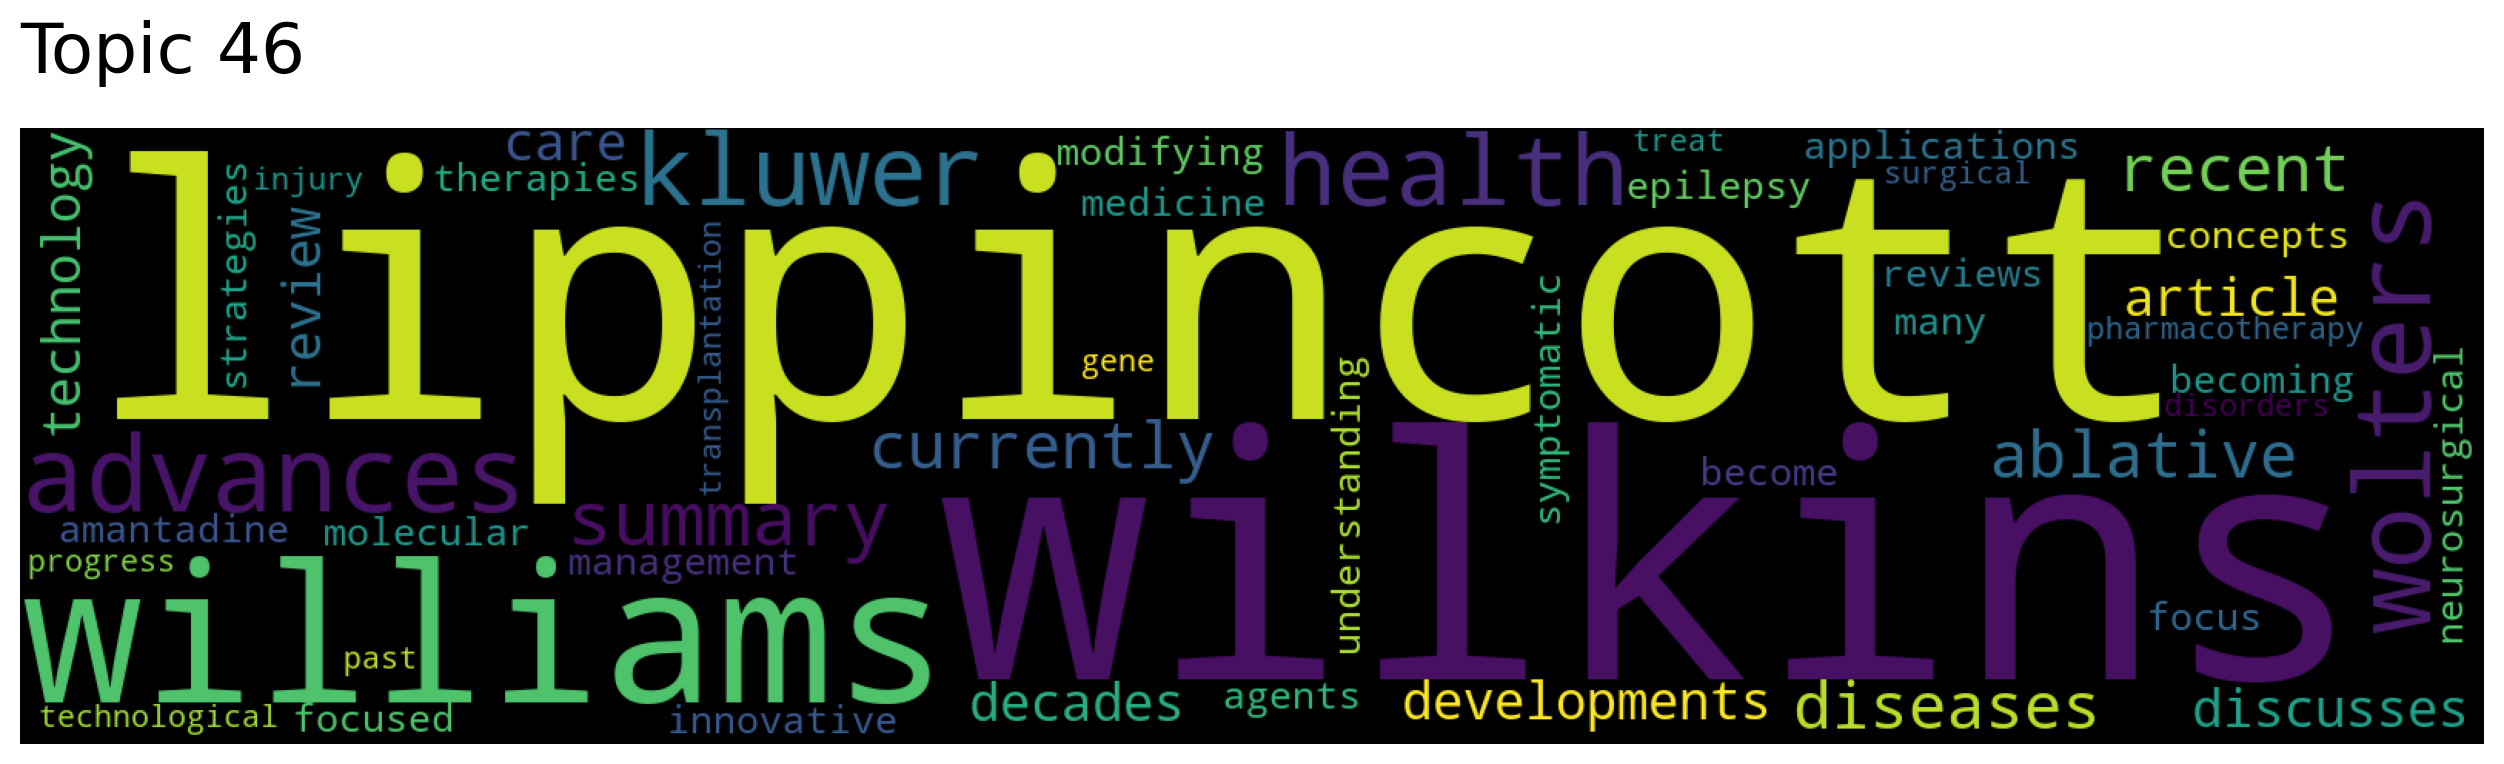 Topic 46
care
kluwer
modifying
health
treat
applications
recent
technology
strategies
injury
therapies
medicine
epilepsy
surgical
lippincott
review
transplantation
gene
concepts
reviews
article
many
pharmacotherapy
wolters
becoming
disorders
understanding
symptomatic
neurosurgical
advances
currently
become
ablative
amantadine
molecular
summary
wilkins
progress
management
williams
past
focus
technological
focused
innovative
decades
agents
developments
diseases
discusses